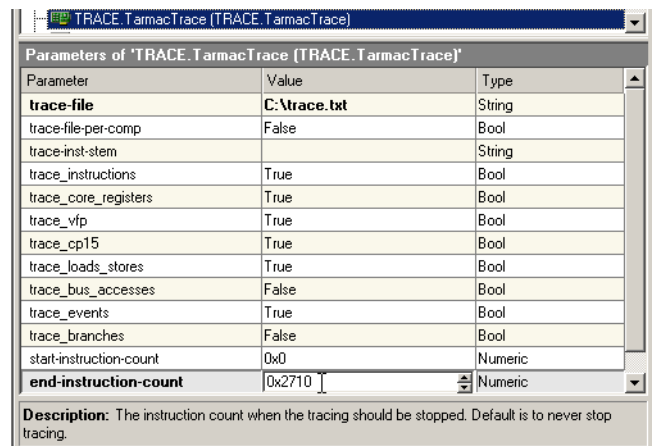 TRACE.TarmacTrace (TRACE.TarmacTrace)
Parameters of 'TRACE.TarmacTrace (TRACE.TarmacTrace)'
Parameter Value Type
trace-file C:\trace.txt String
trace-file-per-comp False Bool
trace-inst-stem String
trace_instructions True Bool
trace_core_registers True Bool
trace_vfp True Bool
trace_cp15 True Bool
trace_loads_stores True Bool
trace_bus_accesses False Bool
trace_events True Bool
trace_branches False Bool
start-instruction-count 0x0 Numeric
end-instruction-count 0x2710 Numeric
Description: The instruction count when the tracing should be stopped. Default is to never stop
tracing.